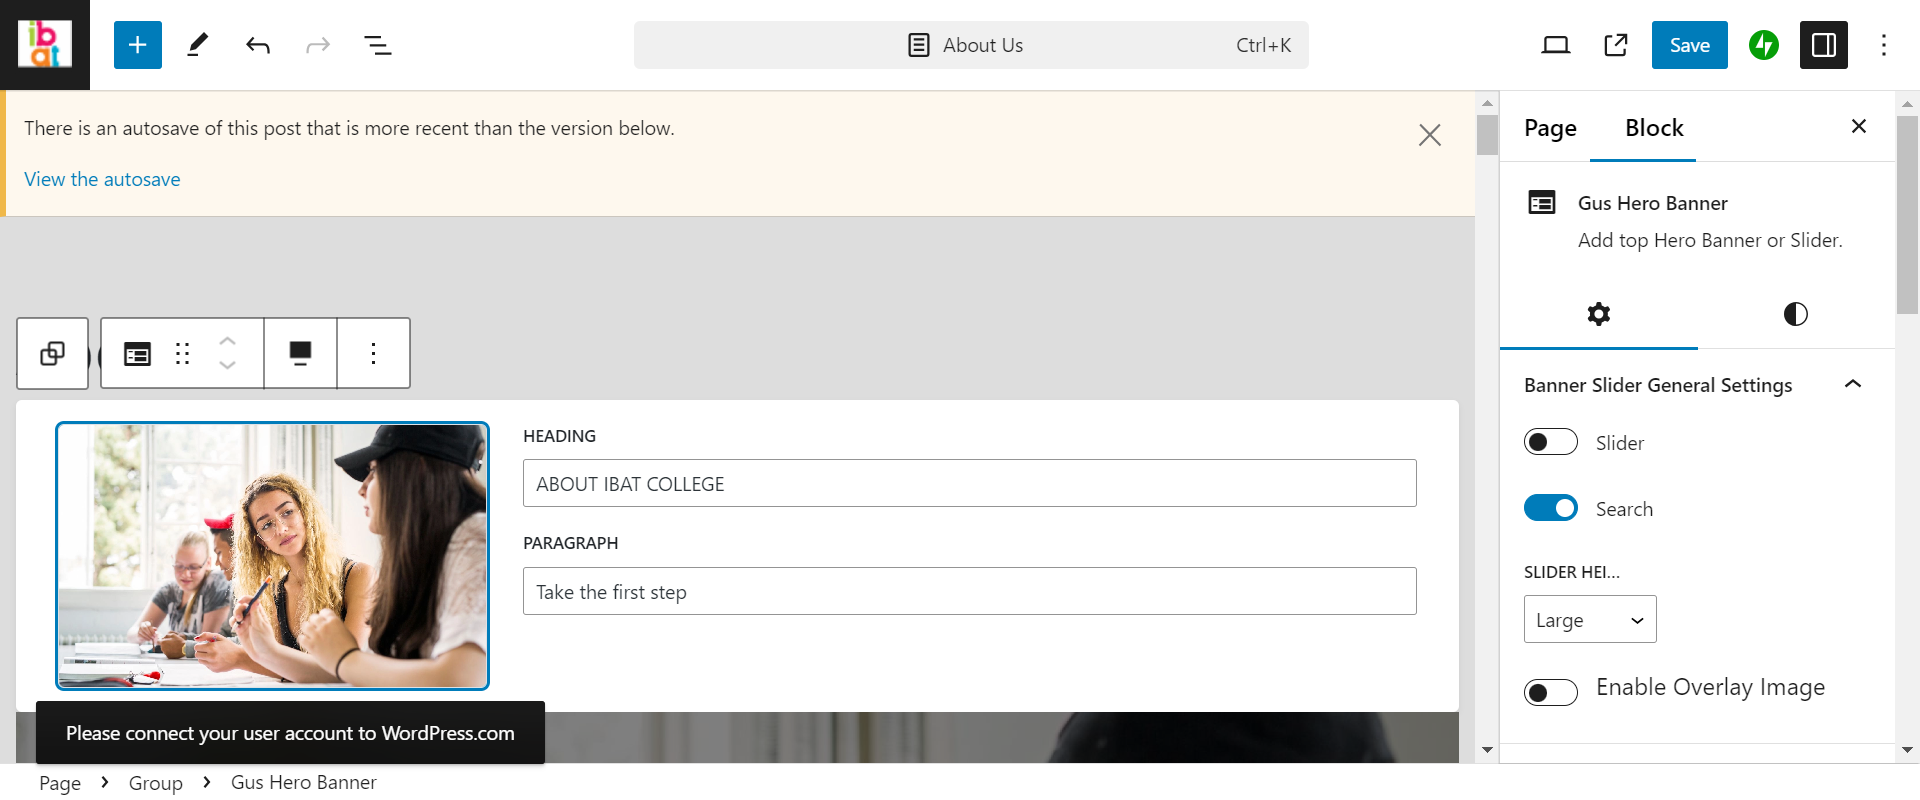 ib
at
About Us
Ctrl+K
Save
There is an autosave of this post that is more recent than the version below.
View the autosave
Page
Block
Gus Hero Banner
Add top Hero Banner or Slider.
HEADING
ABOUT IBAT COLLEGE
PARAGRAPH
Take the first step
Banner Slider General Settings
Slider
Search
SLIDER HEI...
Large
Enable Overlay Image
Please connect your user account to WordPress.com
Page
Group
Gus Hero Banner